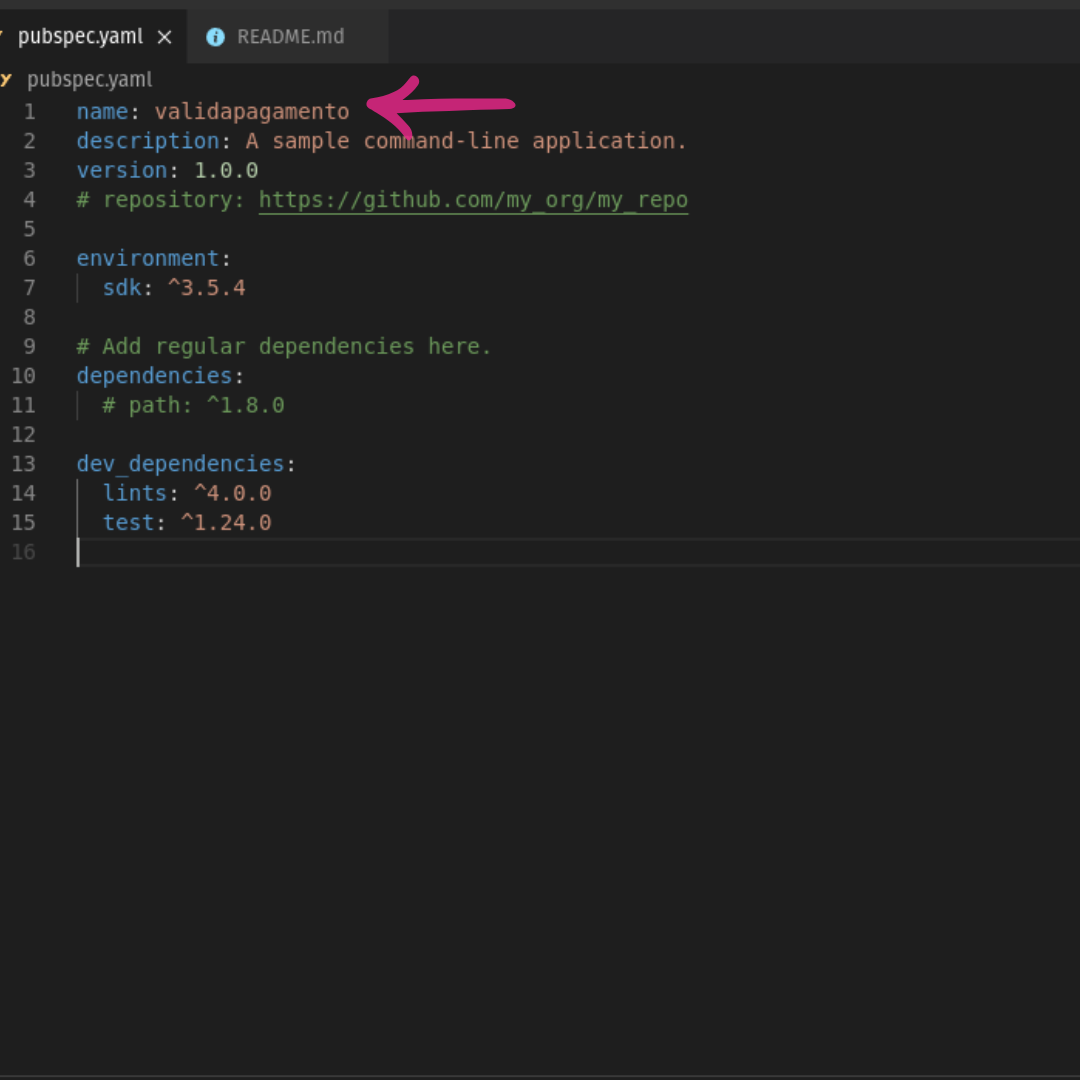 pubspec.yaml README.md
pubspec.yaml
1 name: validapagamento
2 description: A sample command-line application.
3 version: 1.0.0
4 # repository: https://github.com/my_org/my_repo
5
6 environment:
7 sdk: ^3.5.4
8
9 # Add regular dependencies here.
10 dependencies:
11 # path: ^1.8.0
12
13 dev_dependencies:
14 lints: ^4.0.0
15 test: ^1.24.0
16